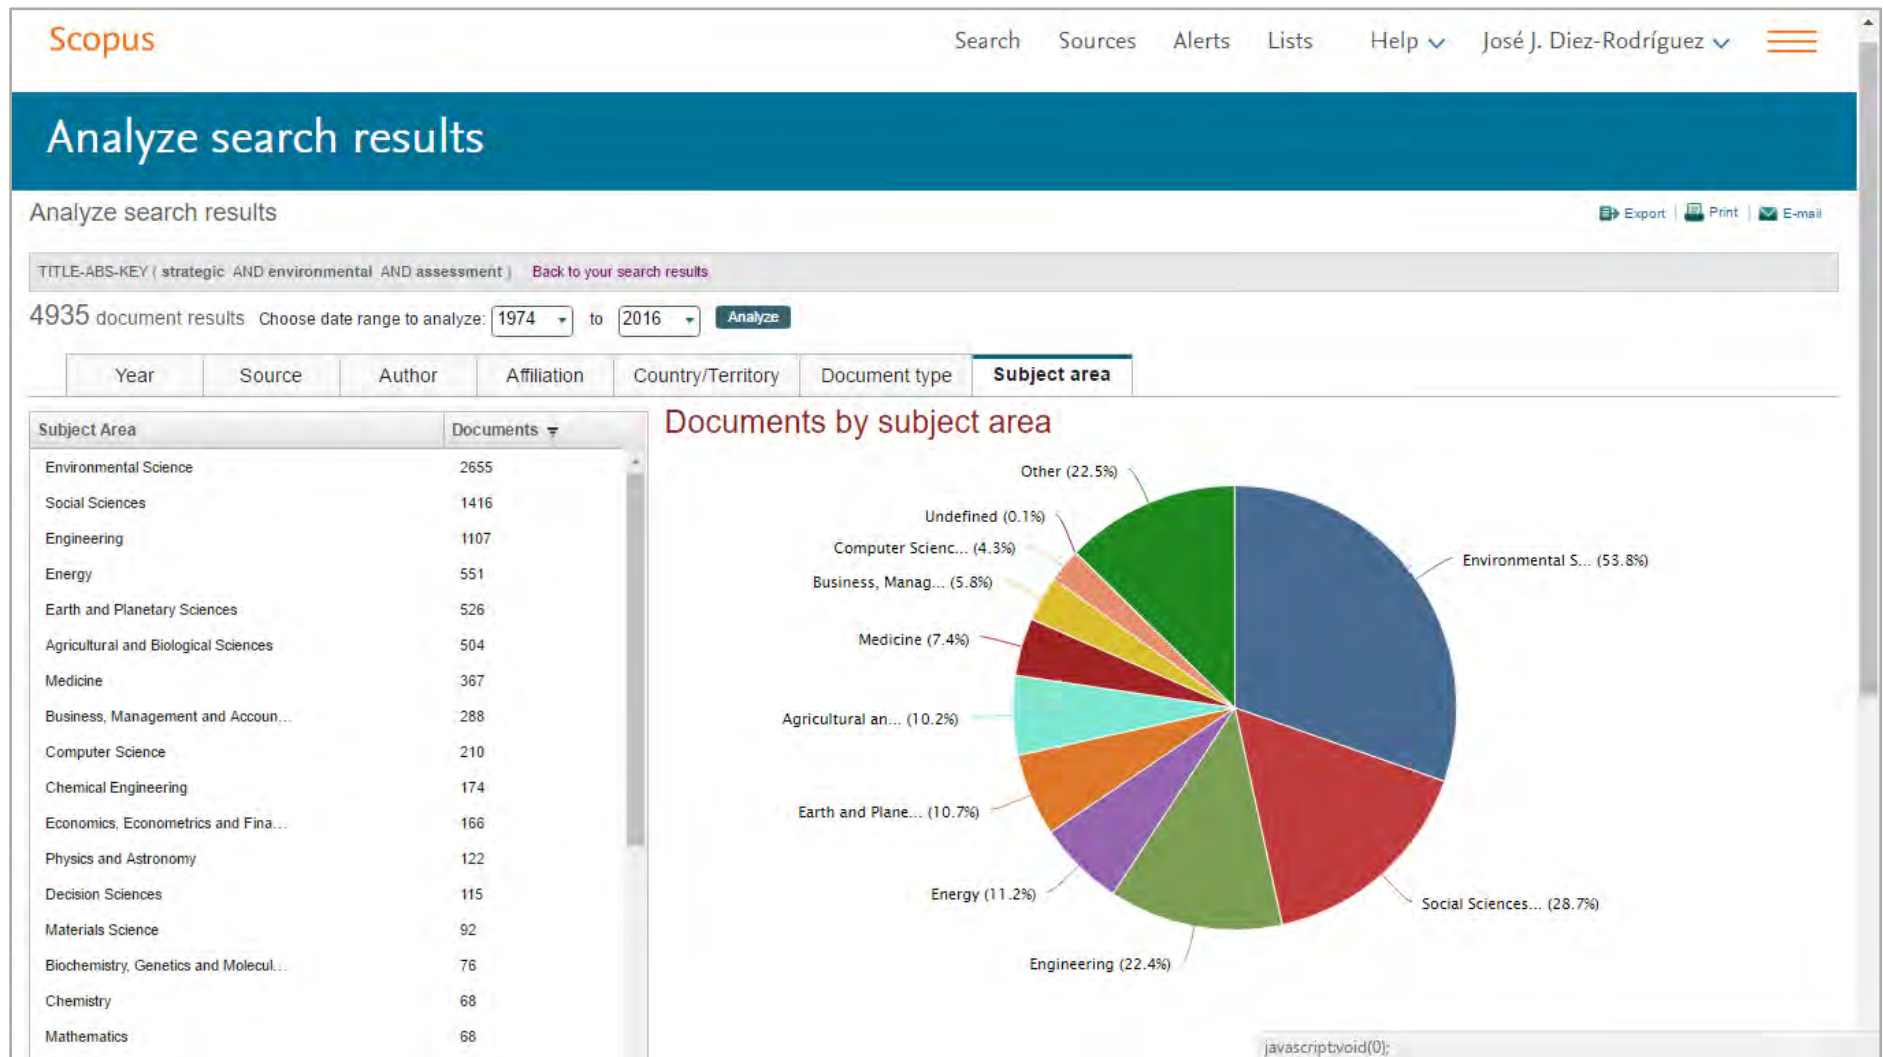 Scopus
Search Sources Alerts Lists Help José J. Diez-Rodríguez
Analyze search results
Analyze search results
Export | Print | E-mail
TITLE-ABS-KEY ( strategic AND environmental AND assessment ) Back to your search results
4935 document results Choose date range to analyze: 1974 to 2016 Analyze
Year Source Author Affiliation Country/Territory Document type Subject area
Subject Area Documents
Environmental Science 2655
Social Sciences 1416
Engineering 1107
Energy 551
Earth and Planetary Sciences 526
Agricultural and Biological Sciences 504
Medicine 367
Business, Management and Accoun... 288
Computer Science 210
Chemical Engineering 174
Economics, Econometrics and Fina... 166
Physics and Astronomy 122
Decision Sciences 115
Materials Science 92
Biochemistry, Genetics and Molecul... 76
Chemistry 68
Mathematics 68
Documents by subject area
Other (22.5%)
Undefined (0.1%)
Computer Scienc... (4.3%)
Business, Manag... (5.8%)
Medicine (7.4%)
Agricultural an... (10.2%)
Earth and Plane... (10.7%)
Energy (11.2%)
Engineering (22.4%)
Environmental S... (53.8%)
Social Sciences... (28.7%)
javascript:void(0);